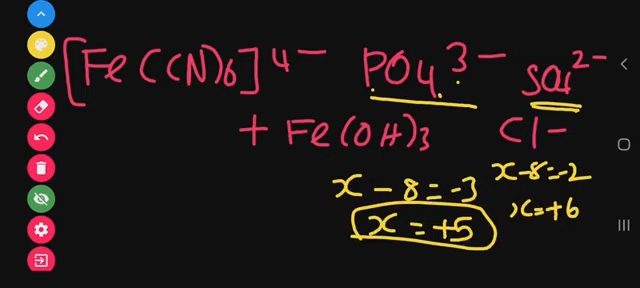 [Fe(CN)6]4- PO4 3- SO4 2-
+ Fe(OH)3 Cl-
x - 8 = -3 x - 8 = -2
x = +5 x = +6